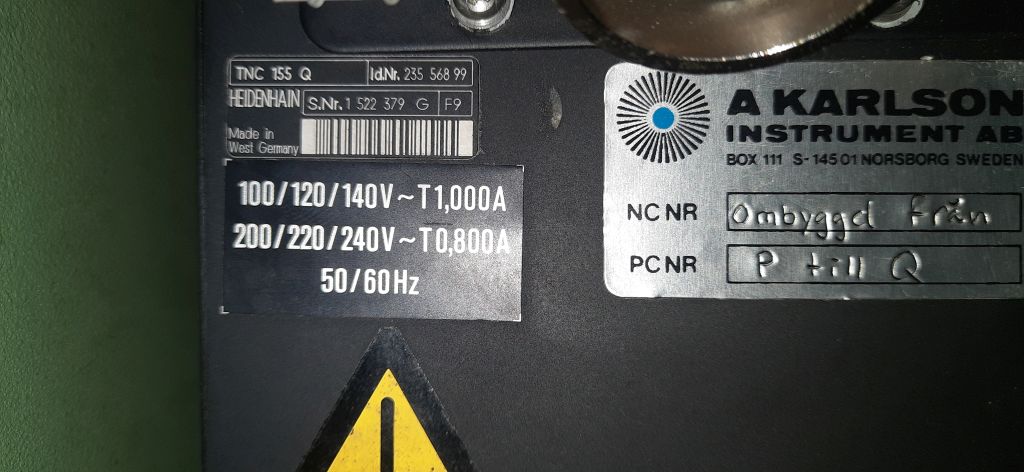 TNC 155 Q Id.Nr. 235 568 99
HEIDENHAIN S.Nr. 1 522 379 G F9
Made in
West Germany
100/120/140V~T1,000A
200/220/240V~T0,800A
50/60Hz
A KARLSON
INSTRUMENT AB
BOX 111 S-145 01 NORSBORG SWEDEN
NC NR Ombyggd från
PC NR P till Q